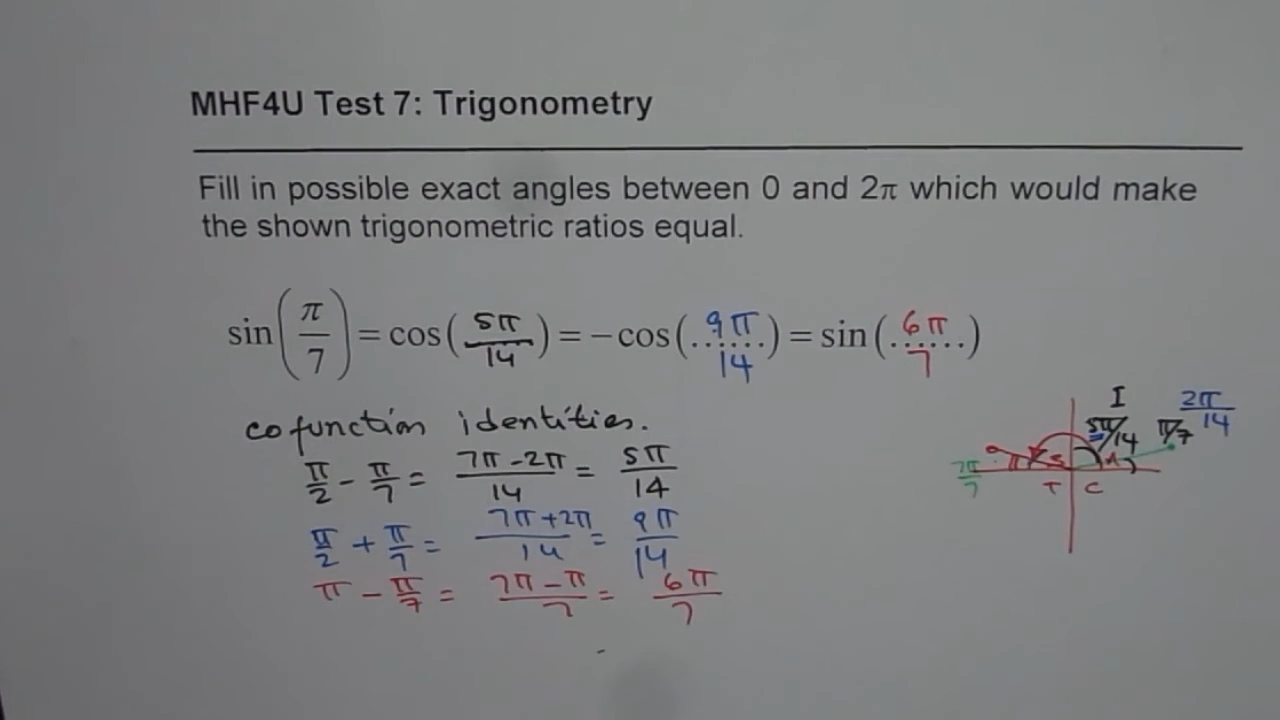 MHF4U Test 7: Trigonometry
Fill in possible exact angles between 0 and 2π which would make
the shown trigonometric ratios equal.
sin(π/7) = cos(5π/14) = -cos(......9π/14) = sin(......6π/7)
cofunction identities.
π/2 - π/7 = 7π-2π/14 = 5π/14
π/2 + π/7 = 7π+2π/14 = 9π/14
π - π/7 = 7π-π/7 = 6π/7
I
2π/14
5π/14 π/7
7π/7 π S A
T C